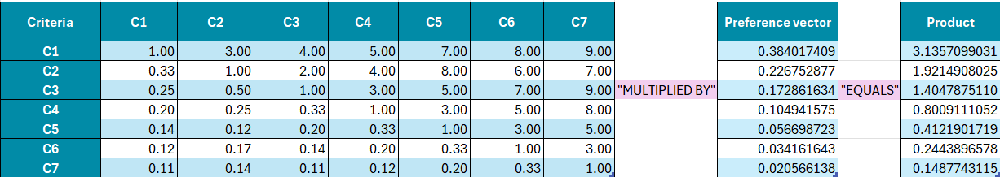 Criteria C1 C2 C3 C4 C5 C6 C7 Preference vector Product
C1 1.00 3.00 4.00 5.00 7.00 8.00 9.00 0.384017409 3.1357099031
C2 0.33 1.00 2.00 4.00 8.00 6.00 7.00 0.226752877 1.9214908025
C3 0.25 0.50 1.00 3.00 5.00 7.00 9.00 "MULTIPLIED BY" 0.172861634 "EQUALS" 1.4047875110
C4 0.20 0.25 0.33 1.00 3.00 5.00 8.00 0.104941575 0.8009111052
C5 0.14 0.12 0.20 0.33 1.00 3.00 5.00 0.056698723 0.4121901719
C6 0.12 0.17 0.14 0.20 0.33 1.00 3.00 0.034161643 0.2443896578
C7 0.11 0.14 0.11 0.12 0.20 0.33 1.00 0.020566138 0.1487743115